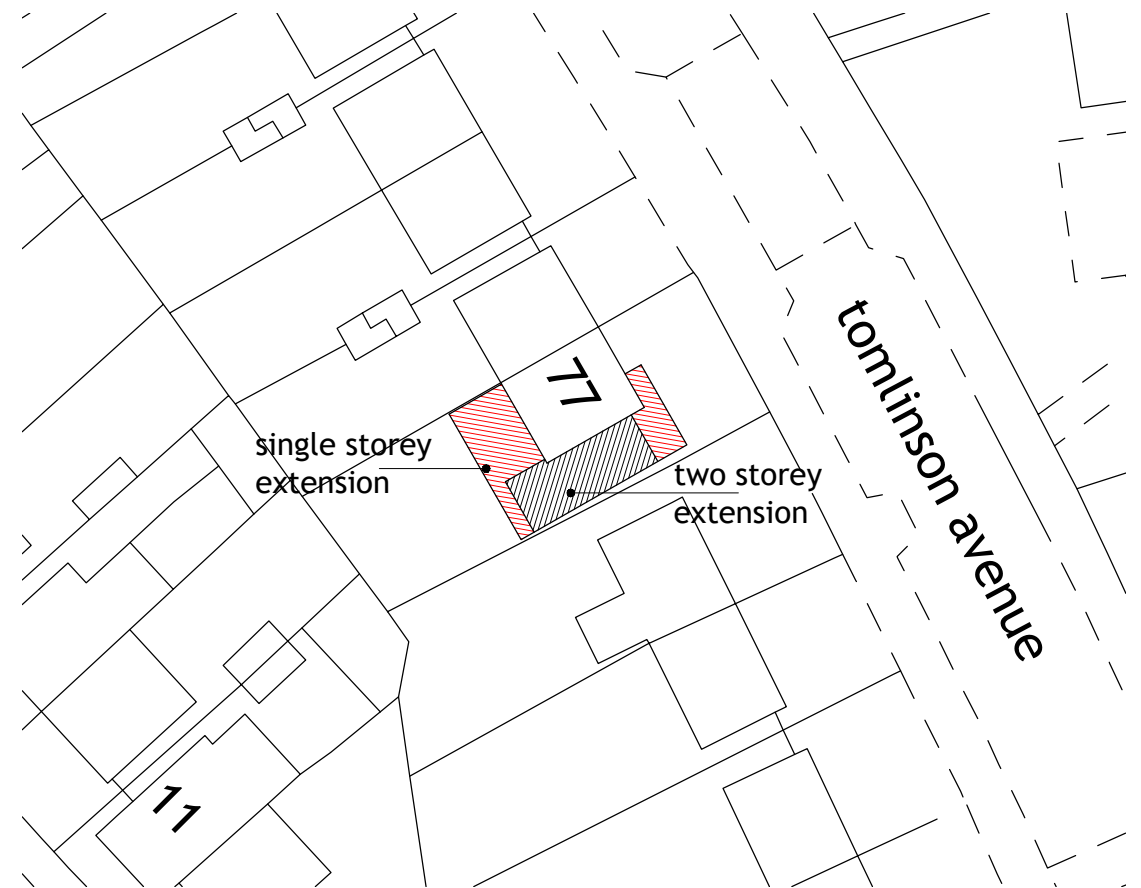 tomlinson avenue
77
single storey
extension
two storey
extension
11